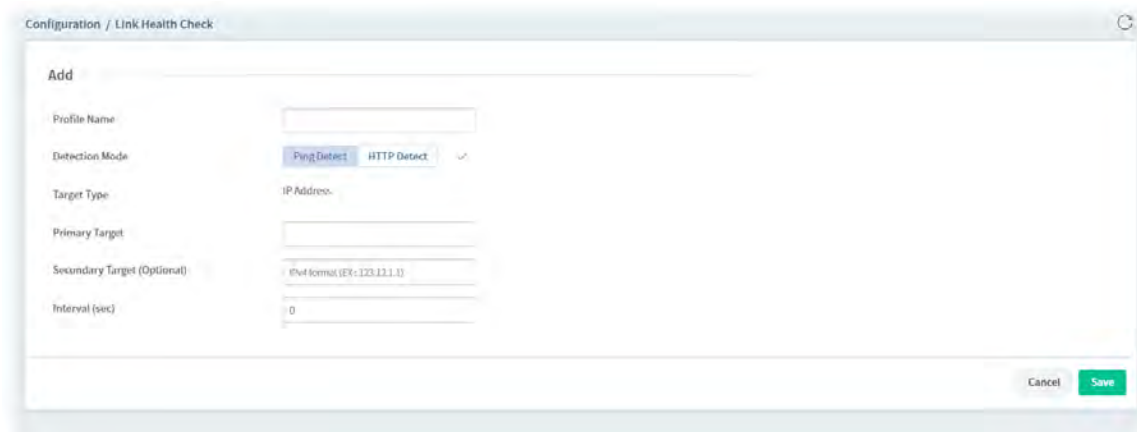 Configuration / Link Health Check
Add
Profile Name
Detection Mode
Ping Detect HTTP Detect
Target Type
IP Address
Primary Target
Secondary Target (Optional)
IPv4 format (EX: 123.12.1.1)
Interval (sec)
0
Cancel
Save